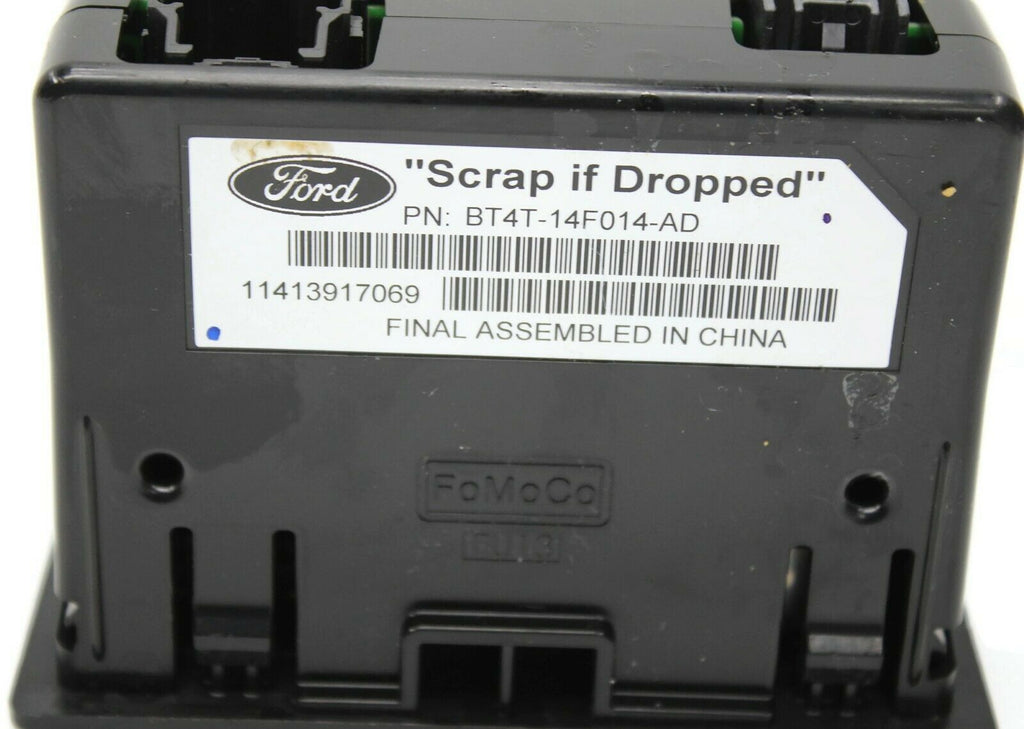 Ford "Scrap if Dropped"
PN: BT4T-14F014-AD
11413917069
FINAL ASSEMBLED IN CHINA
FoMoCo